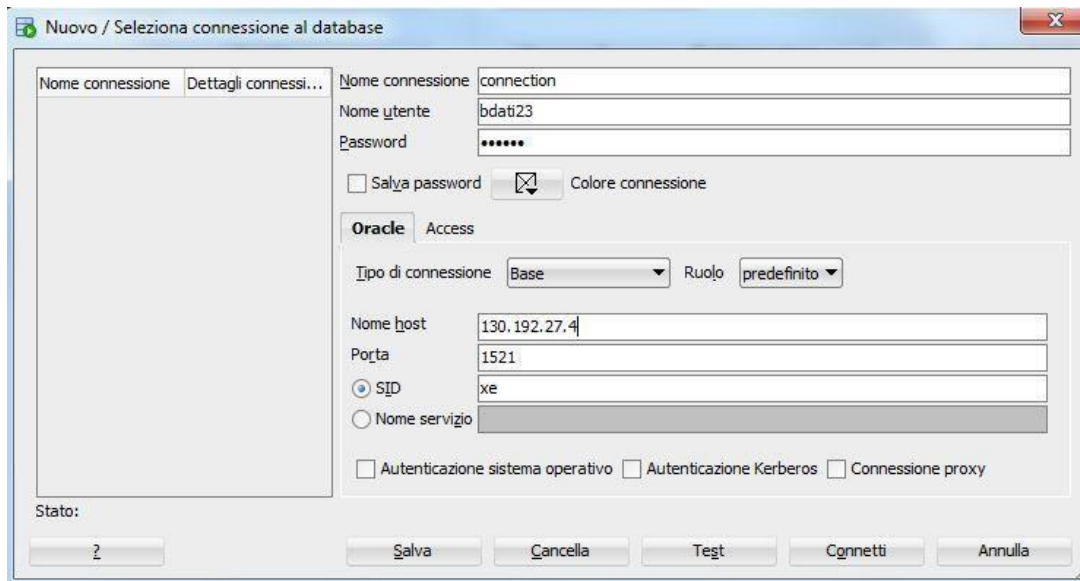 Nuovo / Seleziona connessione al database
Nome connessione Dettagli connessi...
Nome connessione connection
Nome utente bdati23
Password ••••••
Salva password Colore connessione
Oracle Access
Tipo di connessione Base Ruolo predefinito
Nome host 130.192.27.4
Porta 1521
SID xe
Nome servizio
Autenticazione sistema operativo Autenticazione Kerberos Connessione proxy
Stato:
? Salva Cancella Test Connetti Annulla